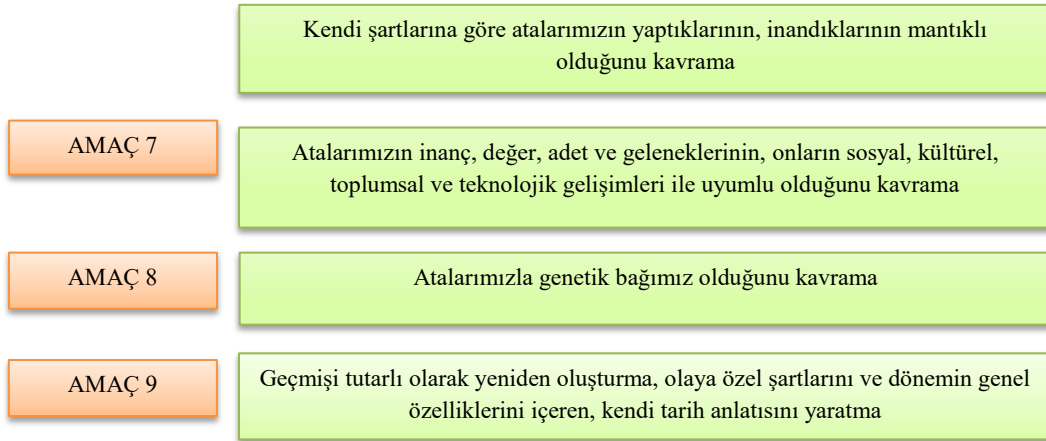 Kendi şartlarına göre atalarımızın yaptıklarının, inandıklarının mantıklı
olduğunu kavrama
AMAÇ 7
Atalarımızın inanç, değer, adet ve geleneklerinin, onların sosyal, kültürel,
toplumsal ve teknolojik gelişimleri ile uyumlu olduğunu kavrama
AMAÇ 8
Atalarımızla genetik bağımız olduğunu kavrama
AMAÇ 9
Geçmişi tutarlı olarak yeniden oluşturma, olaya özel şartlarını ve dönemin genel
özelliklerini içeren, kendi tarih anlatısını yaratma